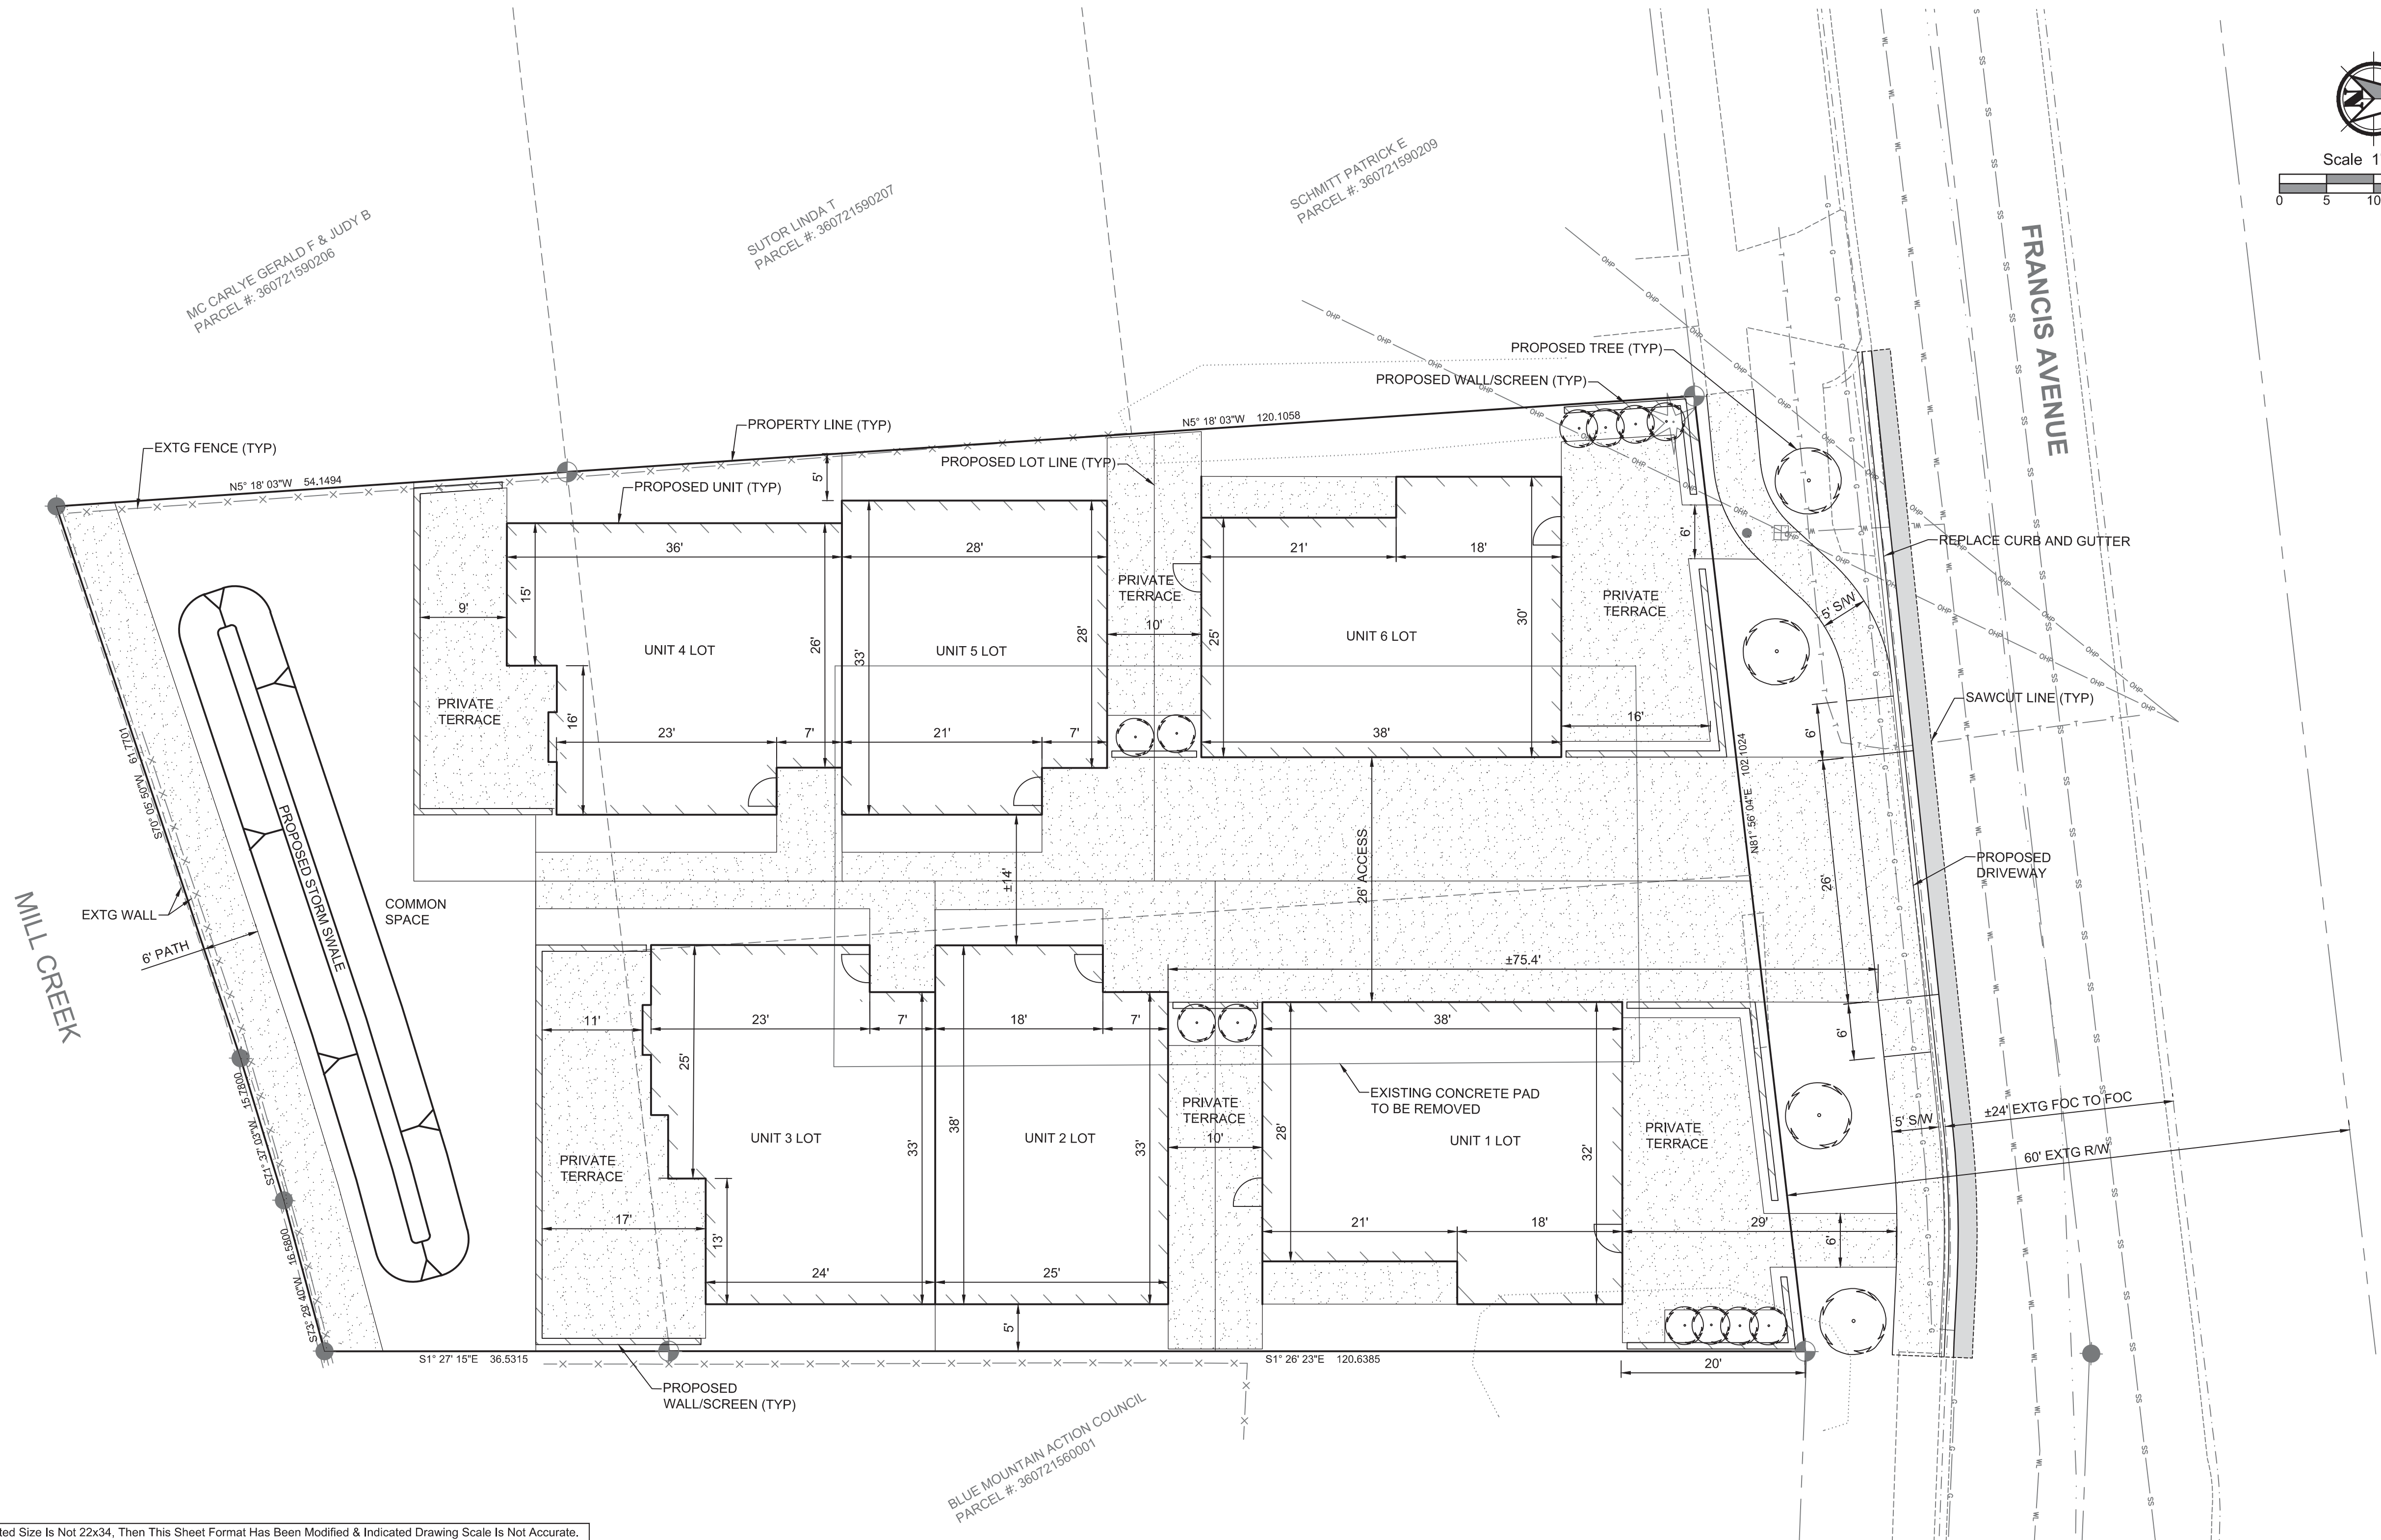 MC CARLYE GERALD F & JUDY B
PARCEL #: 360721590206
SUTOR LINDA T
PARCEL #: 360721590207
SCHMITT PATRICK E
PARCEL #: 360721590209
FRANCIS AVENUE
N
Scale 1
0 5 10
EXTG FENCE (TYP)
N5° 18' 03"W 54.1494
PROPERTY LINE (TYP)
N5° 18' 03"W 120.1058
PROPOSED TREE (TYP)
PROPOSED WALL/SCREEN (TYP)
PROPOSED LOT LINE (TYP)
PROPOSED UNIT (TYP)
5'
REPLACE CURB AND GUTTER
36'
28'
21'
18'
6'
15'
9'
26'
33'
28'
PRIVATE
TERRACE
10'
25'
30'
PRIVATE
TERRACE
5' S/W
UNIT 4 LOT
UNIT 5 LOT
UNIT 6 LOT
SAWCUT LINE (TYP)
PRIVATE
TERRACE
16'
23'
7'
21'
7'
38'
16'
6'
S70° 05' 50"W 61.7701
N81° 56' 04"E 102.1024
PROPOSED STORM SWALE
COMMON
SPACE
±14'
26' ACCESS
26'
PROPOSED
DRIVEWAY
MILL CREEK
EXTG WALL
6' PATH
±75.4'
11'
23'
7'
18'
7'
38'
6'
25'
33'
38'
33'
28'
32'
EXISTING CONCRETE PAD
TO BE REMOVED
S71° 37' 03"W 15.7800
UNIT 3 LOT
UNIT 2 LOT
UNIT 1 LOT
PRIVATE
TERRACE
PRIVATE
TERRACE
10'
PRIVATE
TERRACE
5' S/W
±24' EXTG FOC TO FOC
60' EXTG R/W
17'
13'
21'
18'
29'
6'
24'
25'
S73° 29' 40"W 16.5800
5'
S1° 27' 15"E 36.5315
S1° 26' 23"E 120.6385
20'
PROPOSED
WALL/SCREEN (TYP)
BLUE MOUNTAIN ACTION COUNCIL
PARCEL #: 360721560001
ted Size Is Not 22x34, Then This Sheet Format Has Been Modified & Indicated Drawing Scale Is Not Accurate.